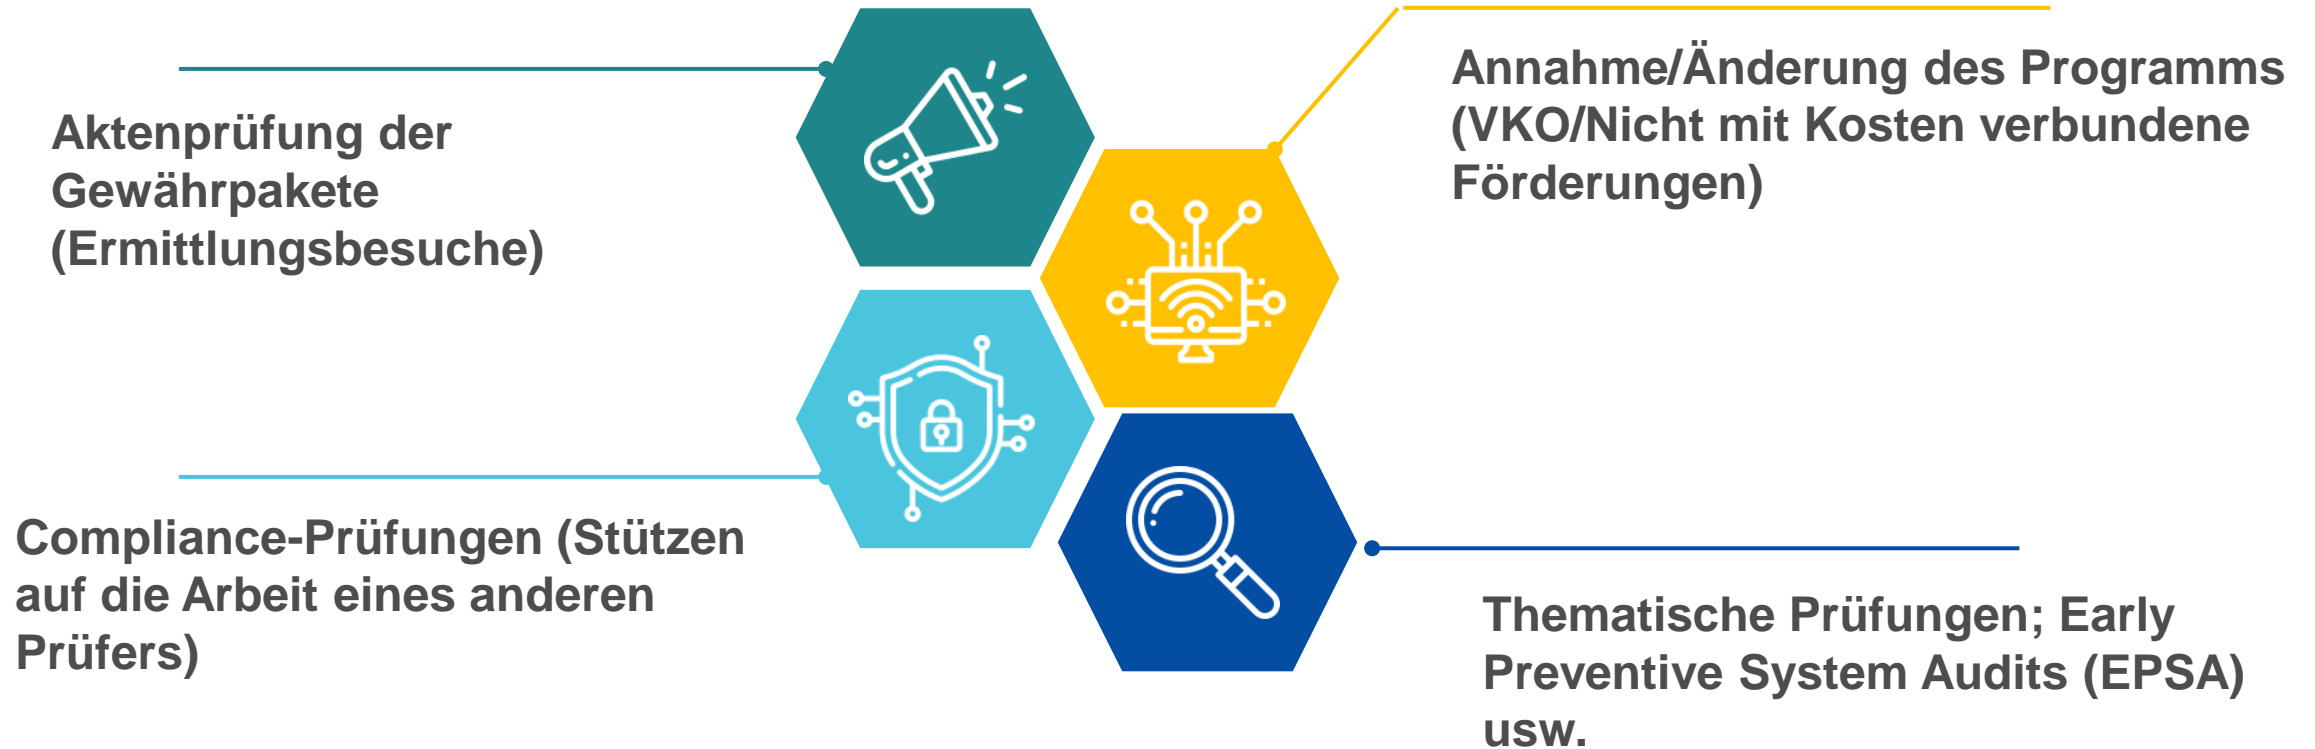 Aktenprüfung der
Gewährpakete
(Ermittlungsbesuche)
Annahme/Änderung des Programms
(VKO/Nicht mit Kosten verbundene
Förderungen)
Compliance-Prüfungen (Stützen
auf die Arbeit eines anderen
Prüfers)
Thematische Prüfungen; Early
Preventive System Audits (EPSA)
usw.